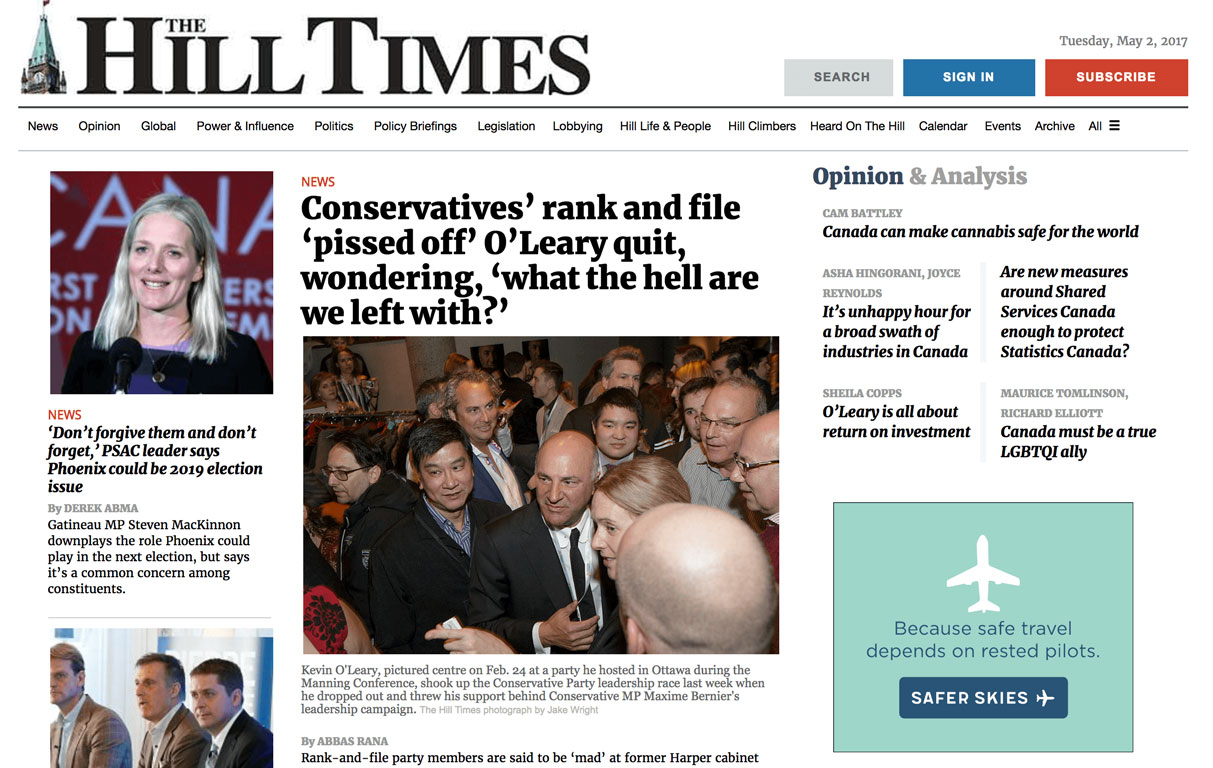 THE HILL TIMES
Tuesday, May 2, 2017
SEARCH
SIGN IN
SUBSCRIBE
News Opinion Global Power & Influence Politics Policy Briefings Legislation Lobbying Hill Life & People Hill Climbers Heard On The Hill Calendar Events Archive All
NEWS
‘Don’t forgive them and don’t
forget,’ PSAC leader says
Phoenix could be 2019 election
issue
By DEREK ABMA
Gatineau MP Steven MacKinnon
downplays the role Phoenix could
play in the next election, but says
it’s a common concern among
constituents.
NEWS
Conservatives’ rank and file
‘pissed off’ O’Leary quit,
wondering, ‘what the hell are
we left with?’
Kevin O'Leary, pictured centre on Feb. 24 at a party he hosted in Ottawa during the
Manning Conference, shook up the Conservative Party leadership race last week when
he dropped out and threw his support behind Conservative MP Maxime Bernier's
leadership campaign. The Hill Times photograph by Jake Wright
By ABBAS RANA
Rank-and-file party members are said to be ‘mad’ at former Harper cabinet
Opinion & Analysis
CAM BATTLEY
Canada can make cannabis safe for the world
ASHA HINGORANI, JOYCE
REYNOLDS
It’s unhappy hour for
a broad swath of
industries in Canada
Are new measures
around Shared
Services Canada
enough to protect
Statistics Canada?
SHEILA COPPS
O’Leary is all about
return on investment
MAURICE TOMLINSON,
RICHARD ELLIOTT
Canada must be a true
LGBTQI ally
Because safe travel
depends on rested pilots.
SAFER SKIES